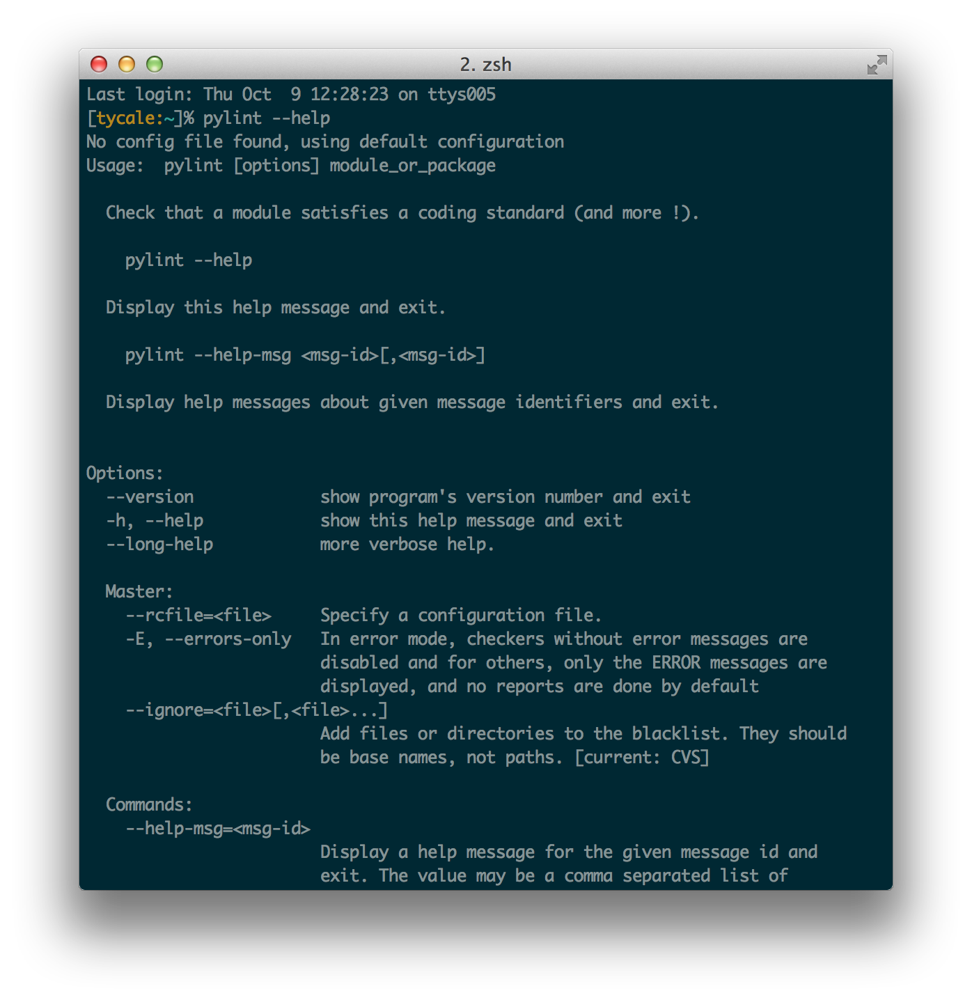 2. zsh
Last login: Thu Oct  9 12:28:23 on ttys005
[tycale:~]% pylint --help
No config file found, using default configuration
Usage:  pylint [options] module_or_package

  Check that a module satisfies a coding standard (and more !).

    pylint --help

  Display this help message and exit.

    pylint --help-msg <msg-id>[,<msg-id>]

  Display help messages about given message identifiers and exit.


Options:
  --version             show program's version number and exit
  -h, --help            show this help message and exit
  --long-help           more verbose help.

  Master:
    --rcfile=<file>     Specify a configuration file.
    -E, --errors-only   In error mode, checkers without error messages are
                        disabled and for others, only the ERROR messages are
                        displayed, and no reports are done by default
    --ignore=<file>[,<file>...]
                        Add files or directories to the blacklist. They should
                        be base names, not paths. [current: CVS]

  Commands:
    --help-msg=<msg-id>
                        Display a help message for the given message id and
                        exit. The value may be a comma separated list of